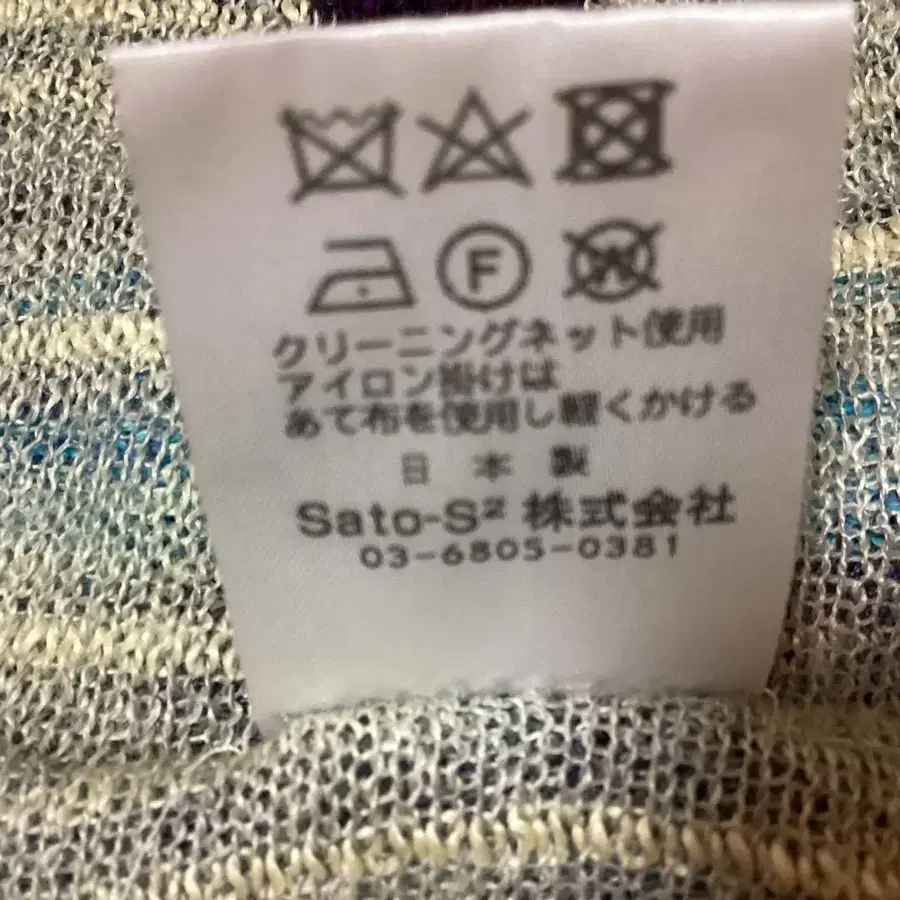 F W
クリーニングネット使用
アイロン掛けは
あて布を使用し軽くかける
日本製
Sato-S² 株式会社
03-6805-0381